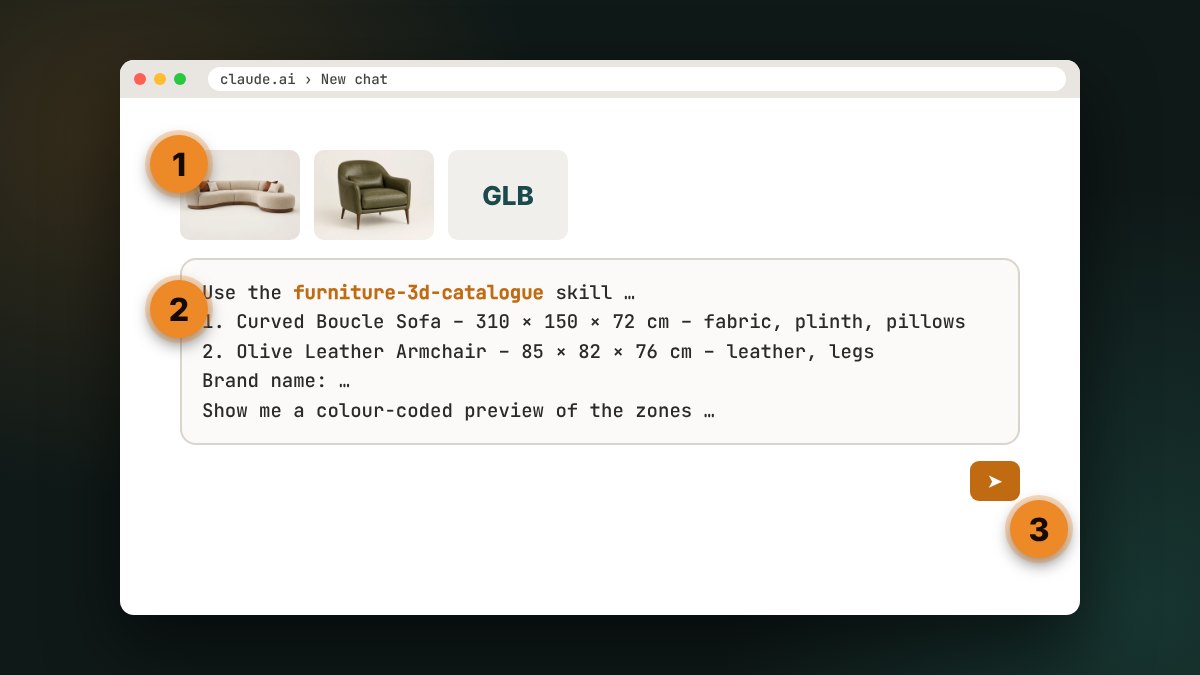 claude.ai › New chat
1
GLB
2
Use the furniture-3d-catalogue skill …
1. Curved Boucle Sofa – 310 × 150 × 72 cm – fabric, plinth, pillows
2. Olive Leather Armchair – 85 × 82 × 76 cm – leather, legs
Brand name: …
Show me a colour-coded preview of the zones …
3